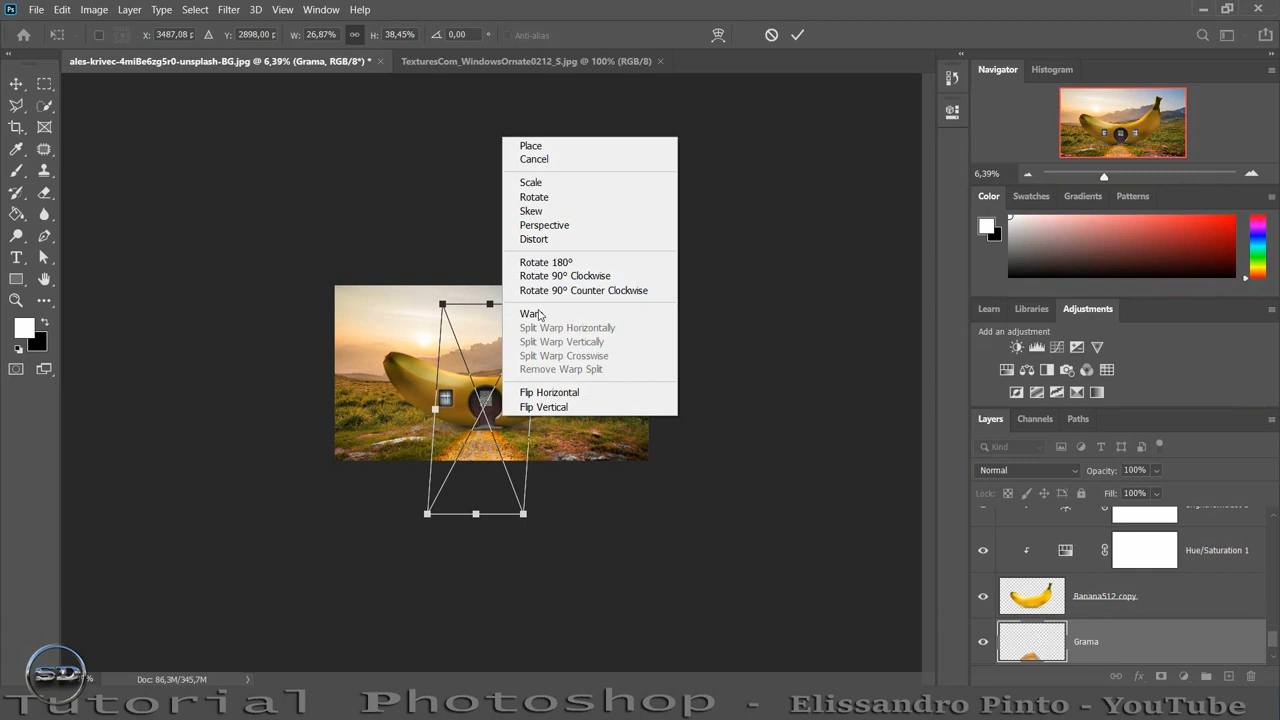 Ps File Edit Image Layer Type Select Filter 3D View Window Help
X: 3487,08 p Y: 2898,00 p W: 26,87% H: 38,45% 0,00 ° Anti-alias
ales-krivec-4miBe6zg5r0-unsplash-BG.jpg @ 6,39% (Grama, RGB/8*) * × TexturesCom_WindowsOrnate0212_S.jpg @ 100% (RGB/8) ×
Navigator Histogram
6,39%
Color Swatches Gradients Patterns
Place
Cancel
Scale
Rotate
Skew
Perspective
Distort
Rotate 180º
Rotate 90º Clockwise
Rotate 90º Counter Clockwise
Warp
Split Warp Horizontally
Split Warp Vertically
Split Warp Crosswise
Remove Warp Split
Flip Horizontal
Flip Vertical
Learn Libraries Adjustments
Add an adjustment
Layers Channels Paths
Kind
Normal Opacity: 100%
Lock: Fill: 100%
Hue/Saturation 1
Banana512 copy
Grama
SD
Doc: 86,3M/345,7M
Tutorial Photoshop - Elissandro Pinto - YouTube